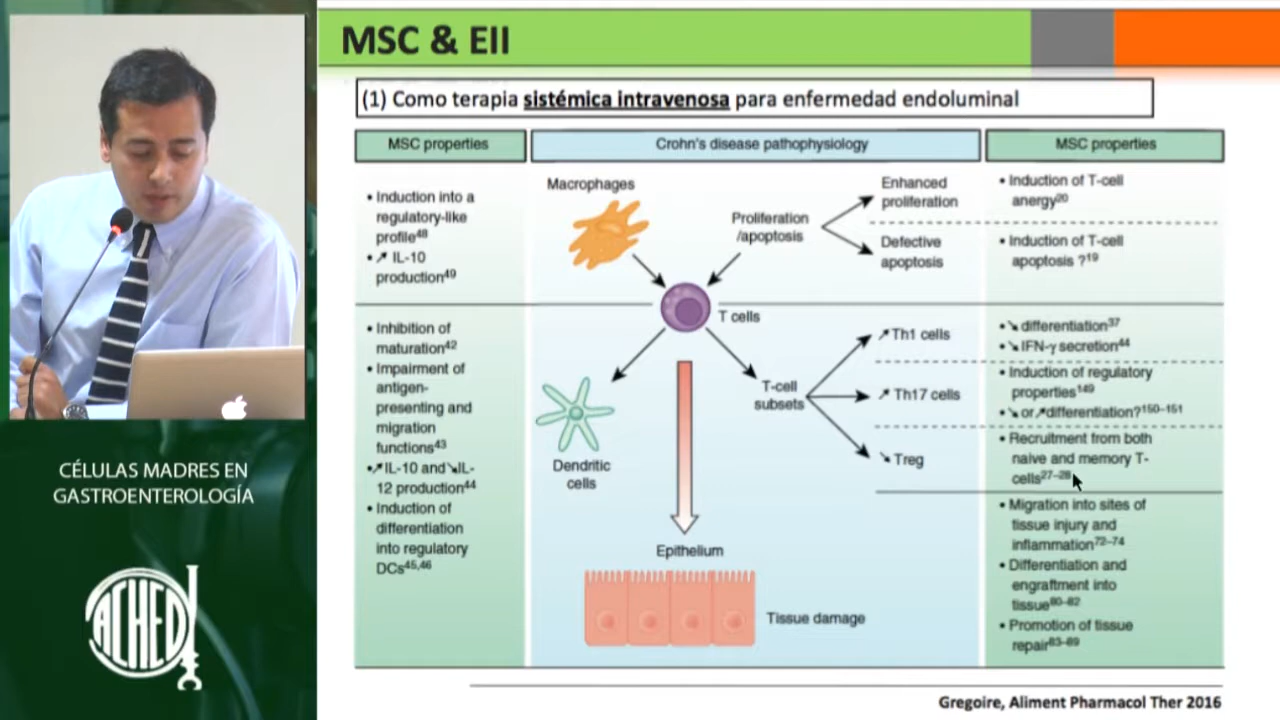 MSC & EII
(1) Como terapia sistémica intravenosa para enfermedad endoluminal
MSC properties
Crohn's disease pathophysiology
MSC properties
• Induction into a
regulatory-like
profile48
• ↗ IL-10
production49
• Inhibition of
maturation42
• Impairment of
antigen-
presenting and
migration
functions43
•↗IL-10 and↘IL-
12 production44
• Induction of
differentiation
into regulatory
DCs45,46
Macrophages
Proliferation
/apoptosis
Enhanced
proliferation
Defective
apoptosis
T cells
T-cell
subsets
↗Th1 cells
↗ Th17 cells
↘Treg
Dendritic
cells
Epithelium
Tissue damage
• Induction of T-cell
anergy20
• Induction of T-cell
apoptosis ?19
•↘ differentiation37
•↘IFN-γ secretion44
• Induction of regulatory
properties149
•↘ or↗differentiation?150–151
• Recruitment from both
naive and memory T-
cells27–28
• Migration into sites of
tissue injury and
inflammation72–74
• Differentiation and
engraftment into
tissue80–82
• Promotion of tissue
repair83–89
Gregoire, Aliment Pharmacol Ther 2016
CÉLULAS MADRES EN
GASTROENTEROLOGÍA
ACHED